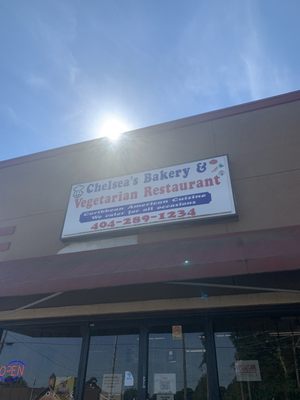 Chelsea's Bakery &
Vegetarian Restaurant
Caribbean American Cuisine
We cater for all occasions
404-289-1234
OPEN